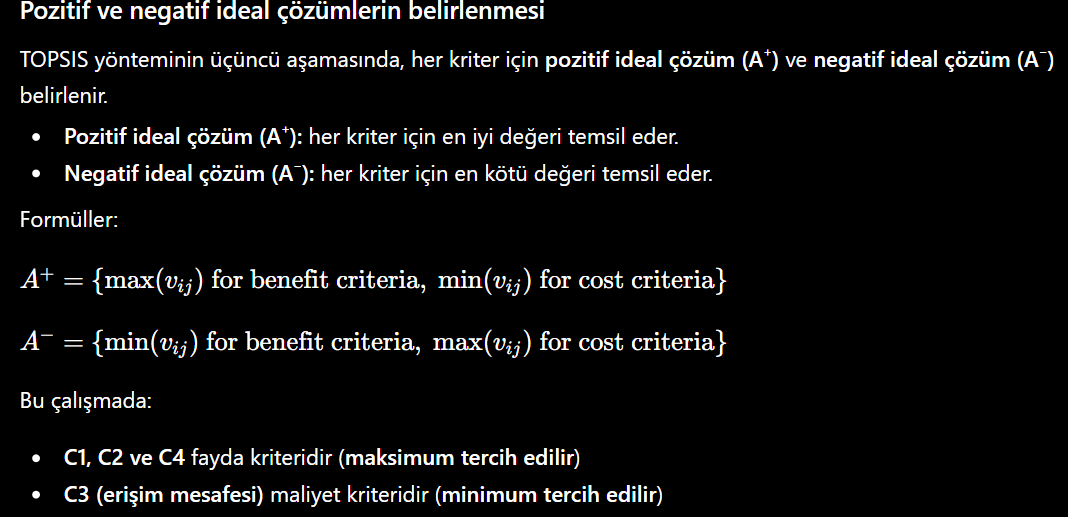 Pozitif ve negatif ideal çözümlerin belirlenmesi
TOPSIS yönteminin üçüncü aşamasında, her kriter için pozitif ideal çözüm (A⁺) ve negatif ideal çözüm (A⁻)
belirlenir.
• Pozitif ideal çözüm (A⁺): her kriter için en iyi değeri temsil eder.
• Negatif ideal çözüm (A⁻): her kriter için en kötü değeri temsil eder.
Formüller:
A⁺ = {max(vᵢⱼ) for benefit criteria, min(vᵢⱼ) for cost criteria}
A⁻ = {min(vᵢⱼ) for benefit criteria, max(vᵢⱼ) for cost criteria}
Bu çalışmada:
• C1, C2 ve C4 fayda kriteridir (maksimum tercih edilir)
• C3 (erişim mesafesi) maliyet kriteridir (minimum tercih edilir)